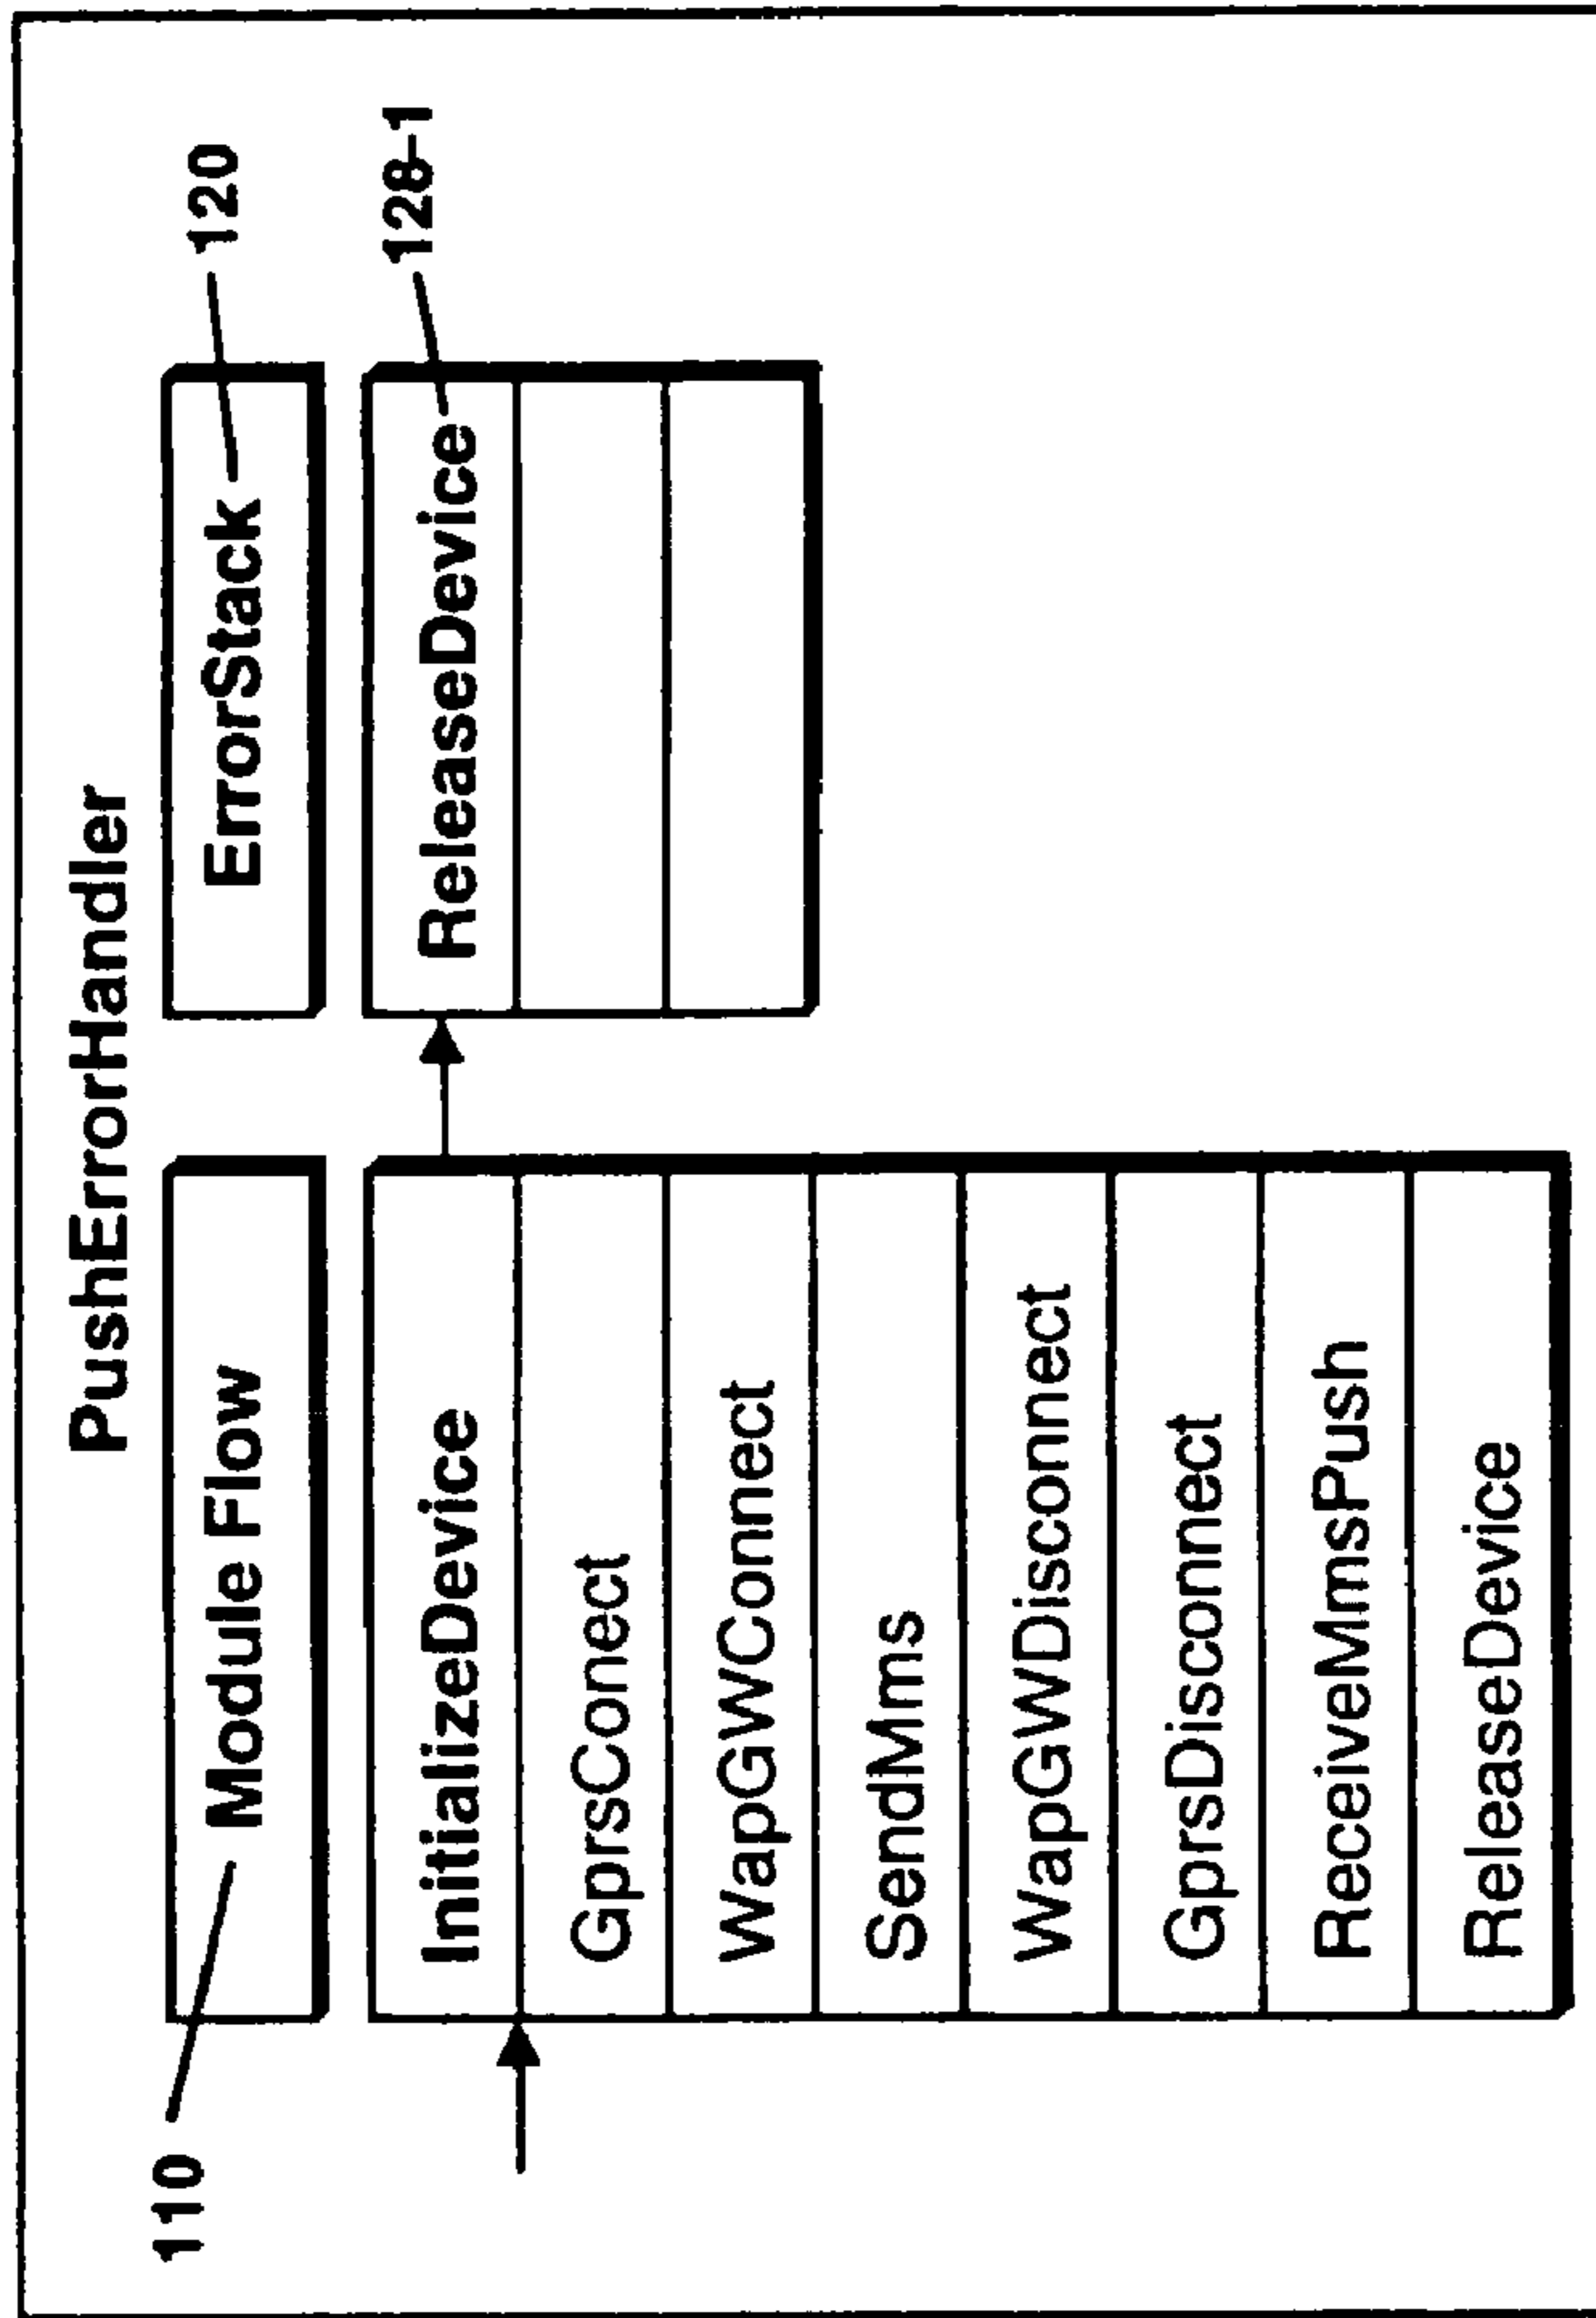 PushErrorHandler
110
Module Flow
ErrorStack
120
InitializeDevice
ReleaseDevice
128-1
GprsConect
WapGWConnect
SendMms
WapGWDisconnect
GprsDisconnect
ReceiveMmsPush
ReleaseDevice